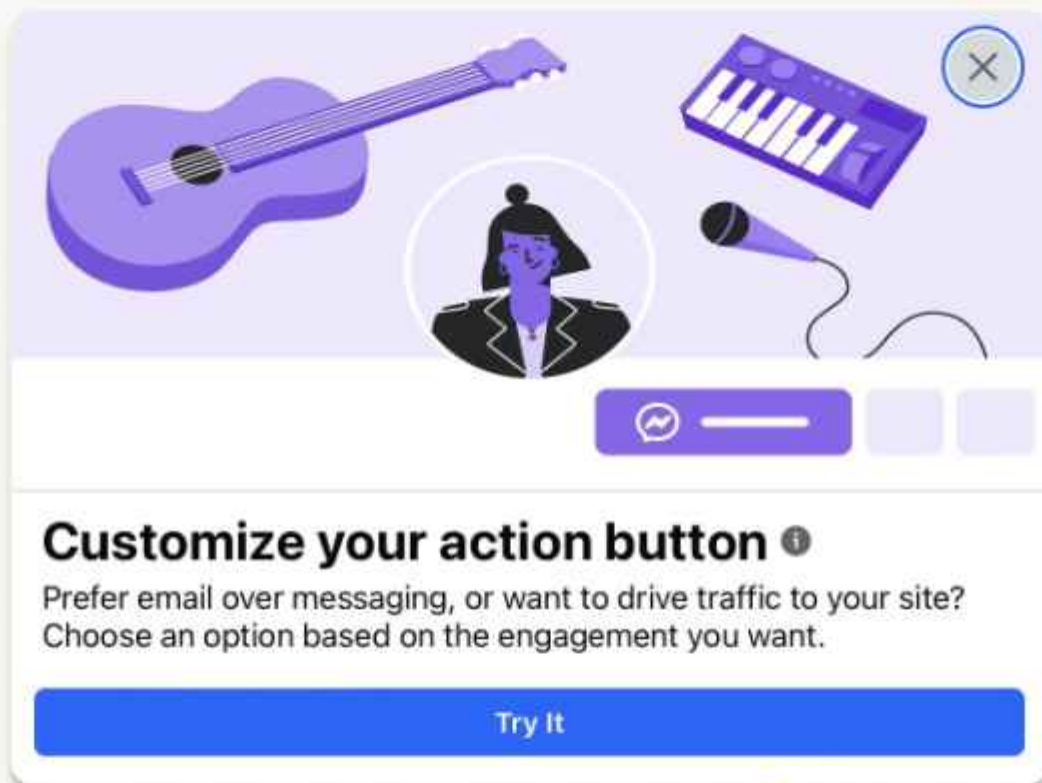 Customize your action button
Prefer email over messaging, or want to drive traffic to your site?
Choose an option based on the engagement you want.
Try It